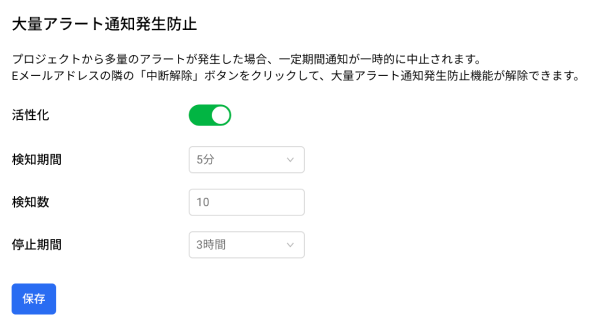 大量アラート通知発生防止
プロジェクトから多量のアラートが発生した場合、一定期間通知が一時的に中止されます。
Eメールアドレスの隣の「中断解除」ボタンをクリックして、大量アラート通知発生防止機能が解除できます。
活性化
検知期間 5分
検知数 10
停止期間 3時間
保存